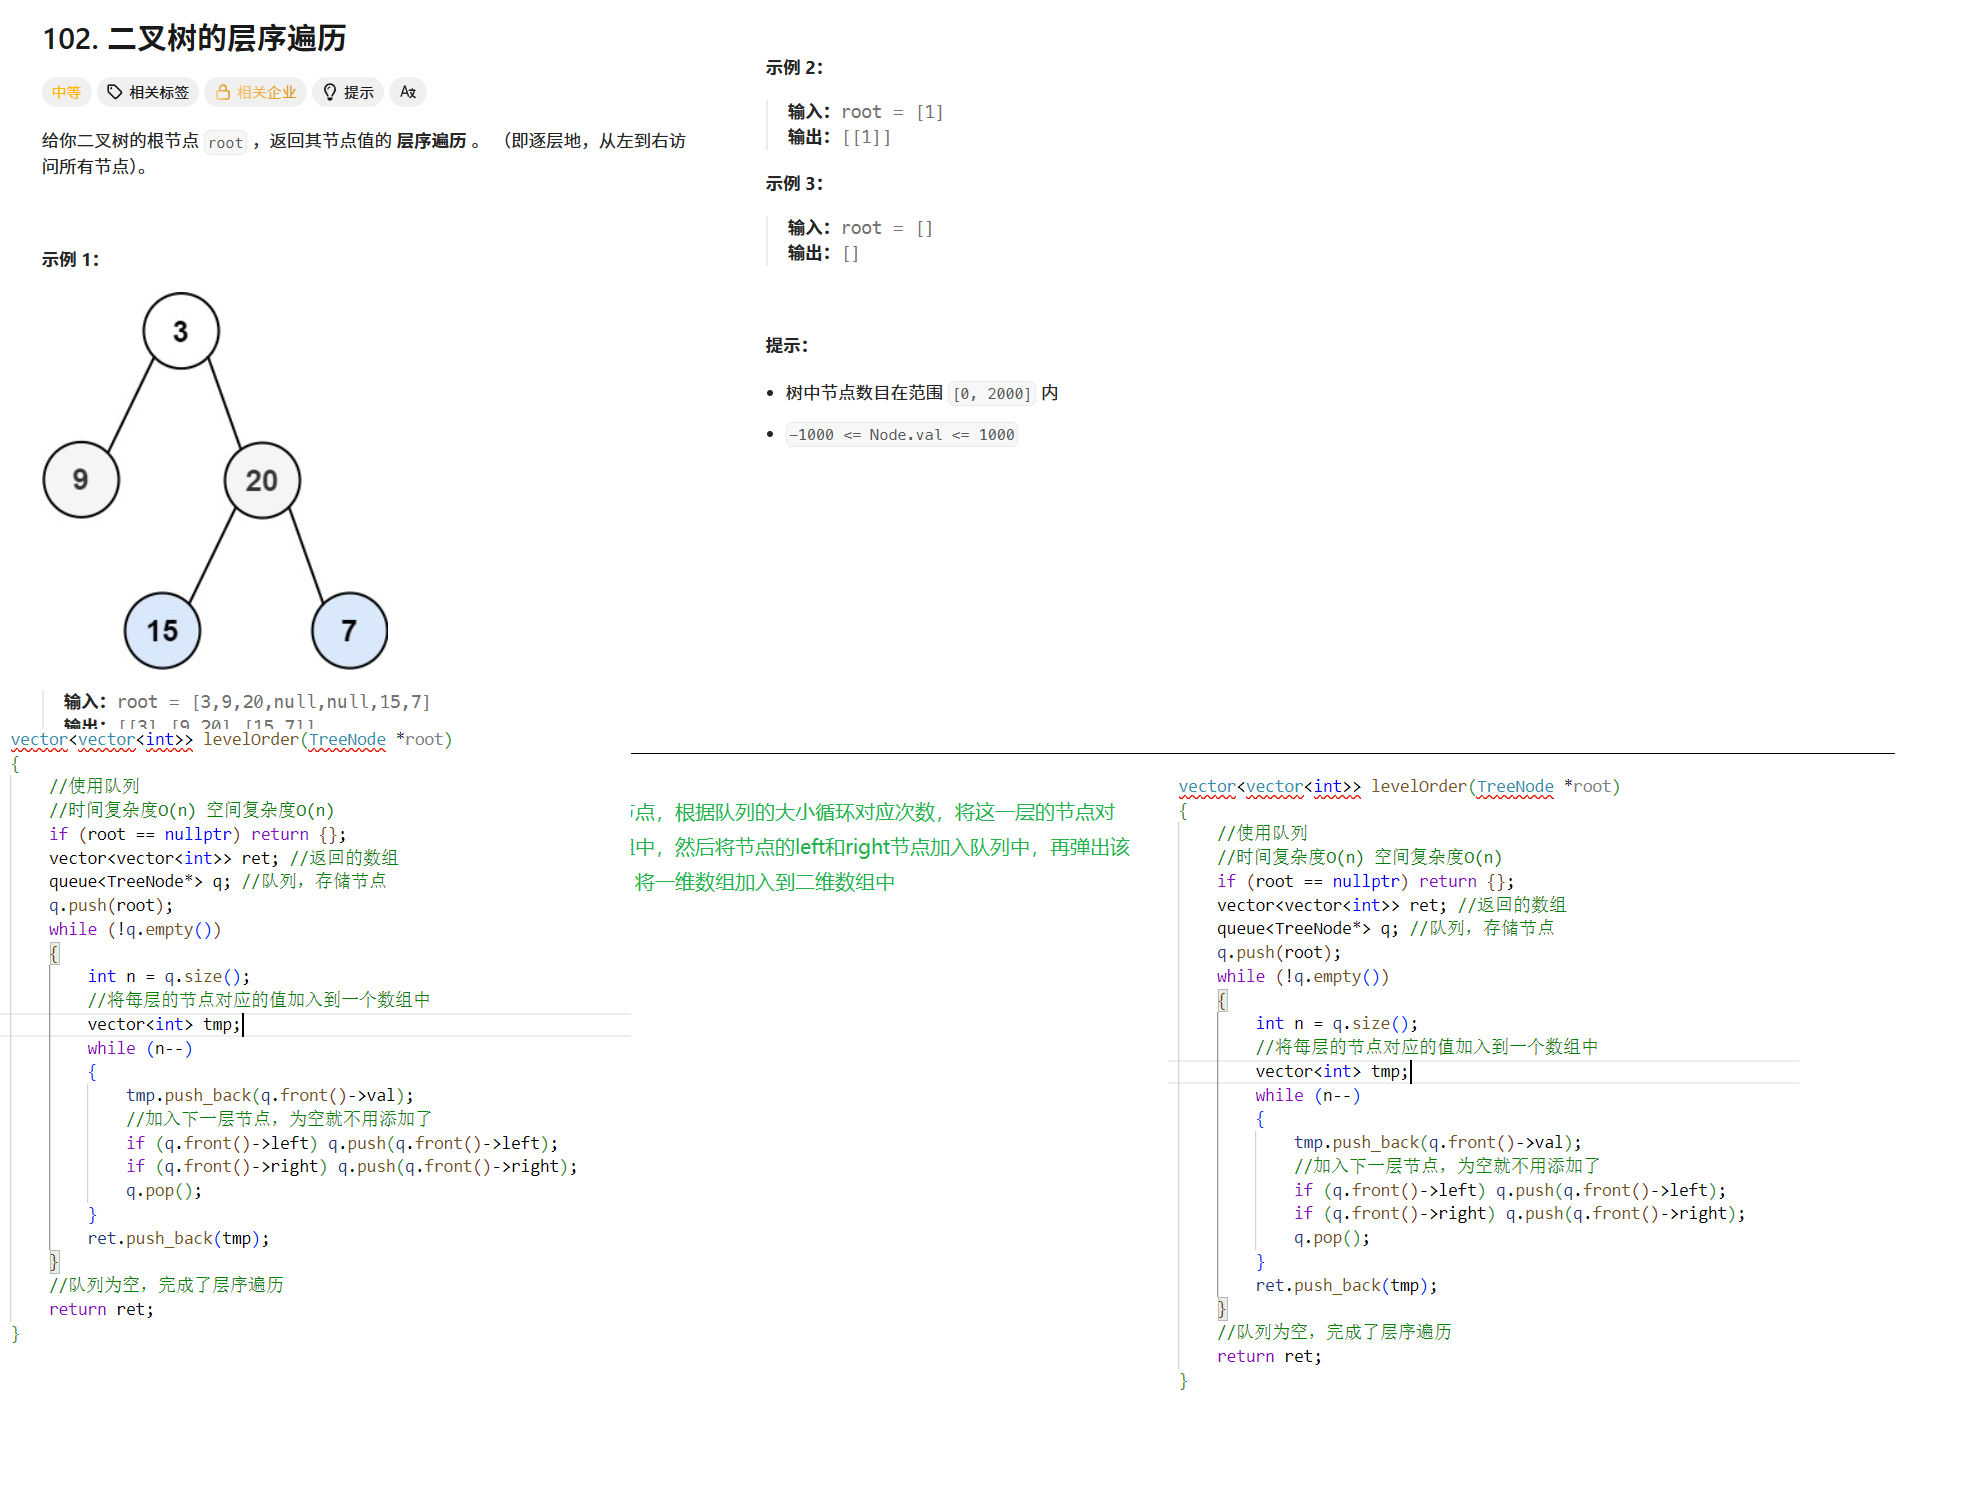 102. 二叉树的层序遍历
中等 相关标签 相关企业 提示 Aあ
给你二叉树的根节点 root ，返回其节点值的 层序遍历 。 （即逐层地，从左到右访
问所有节点）。
示例 1：
3
9
20
15
7
输入：root = [3,9,20,null,null,15,7]
输出：[[3],[9,20],[15,7]]
示例 2：
输入：root = [1]
输出：[[1]]
示例 3：
输入：root = []
输出：[]
提示：
• 树中节点数目在范围 [0, 2000] 内
• -1000 <= Node.val <= 1000
vector<vector<int>> levelOrder(TreeNode *root)
{
//使用队列
//时间复杂度O(n) 空间复杂度O(n)
if (root == nullptr) return {};
vector<vector<int>> ret; //返回的数组
queue<TreeNode*> q; //队列，存储节点
q.push(root);
while (!q.empty())
{
int n = q.size();
//将每层的节点对应的值加入到一个数组中
vector<int> tmp;
while (n--)
{
tmp.push_back(q.front()->val);
//加入下一层节点，为空就不用添加了
if (q.front()->left) q.push(q.front()->left);
if (q.front()->right) q.push(q.front()->right);
q.pop();
}
ret.push_back(tmp);
}
//队列为空，完成了层序遍历
return ret;
}
点，根据队列的大小循环对应次数，将这一层的节点对
中，然后将节点的left和right节点加入队列中，再弹出该
将一维数组加入到二维数组中
vector<vector<int>> levelOrder(TreeNode *root)
{
//使用队列
//时间复杂度O(n) 空间复杂度O(n)
if (root == nullptr) return {};
vector<vector<int>> ret; //返回的数组
queue<TreeNode*> q; //队列，存储节点
q.push(root);
while (!q.empty())
{
int n = q.size();
//将每层的节点对应的值加入到一个数组中
vector<int> tmp;
while (n--)
{
tmp.push_back(q.front()->val);
//加入下一层节点，为空就不用添加了
if (q.front()->left) q.push(q.front()->left);
if (q.front()->right) q.push(q.front()->right);
q.pop();
}
ret.push_back(tmp);
}
//队列为空，完成了层序遍历
return ret;
}